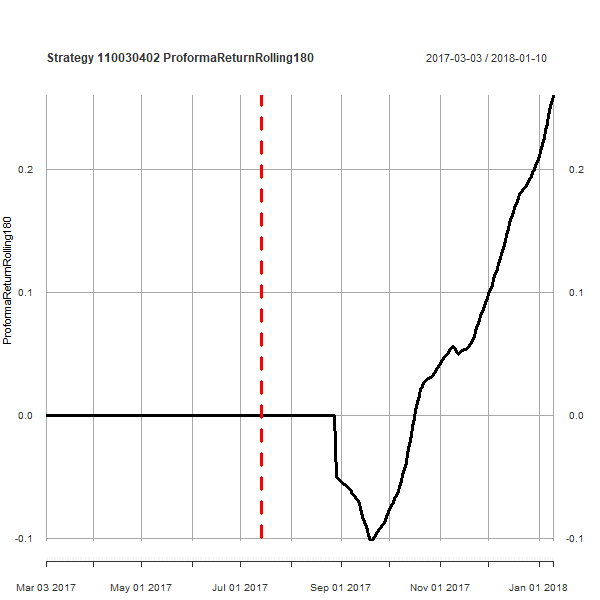 Strategy 110030402 ProformaReturnRolling180
2017-03-03 / 2018-01-10
ProformaReturnRolling180
0.2
0.2
0.1
0.1
0.0
0.0
-0.1
-0.1
Mar 03 2017
May 01 2017
Jul 01 2017
Sep 01 2017
Nov 01 2017
Jan 01 2018